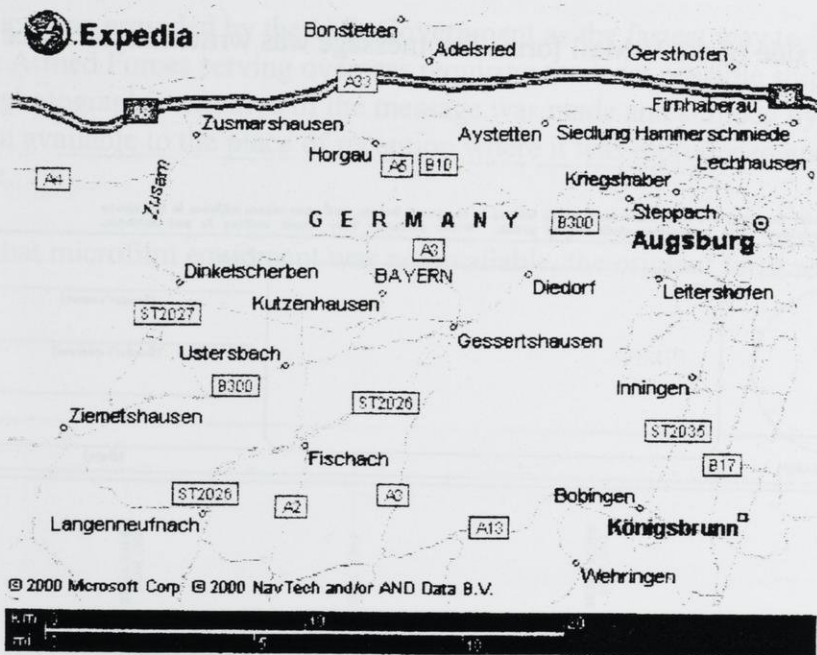 Expedia
Bonstetten
Adelsried
Gersthofen
Firnhaberau
Zusmarshausen
Aystetten
Siedlung Hammerschmiede
Horgau
Lechhausen
A4
A5
B10
Zusam
Kriegshaber
Steppach
GERMANY
B300
Augsburg
A3
Dinkelscherben
BAYERN
Diedorf
Leitershofen
Kutzenhausen
ST2027
Gessertshausen
Ustersbach
B300
Inningen
ST2026
Ziemetshausen
ST2035
Fischach
B17
ST2026
A2
A3
Bobingen
Langenneufnach
A13
Königsbrunn
Wehringen
© 2000 Microsoft Corp © 2000 NavTech and/or AND Data B.V.
Km 10 20
mi 5 10